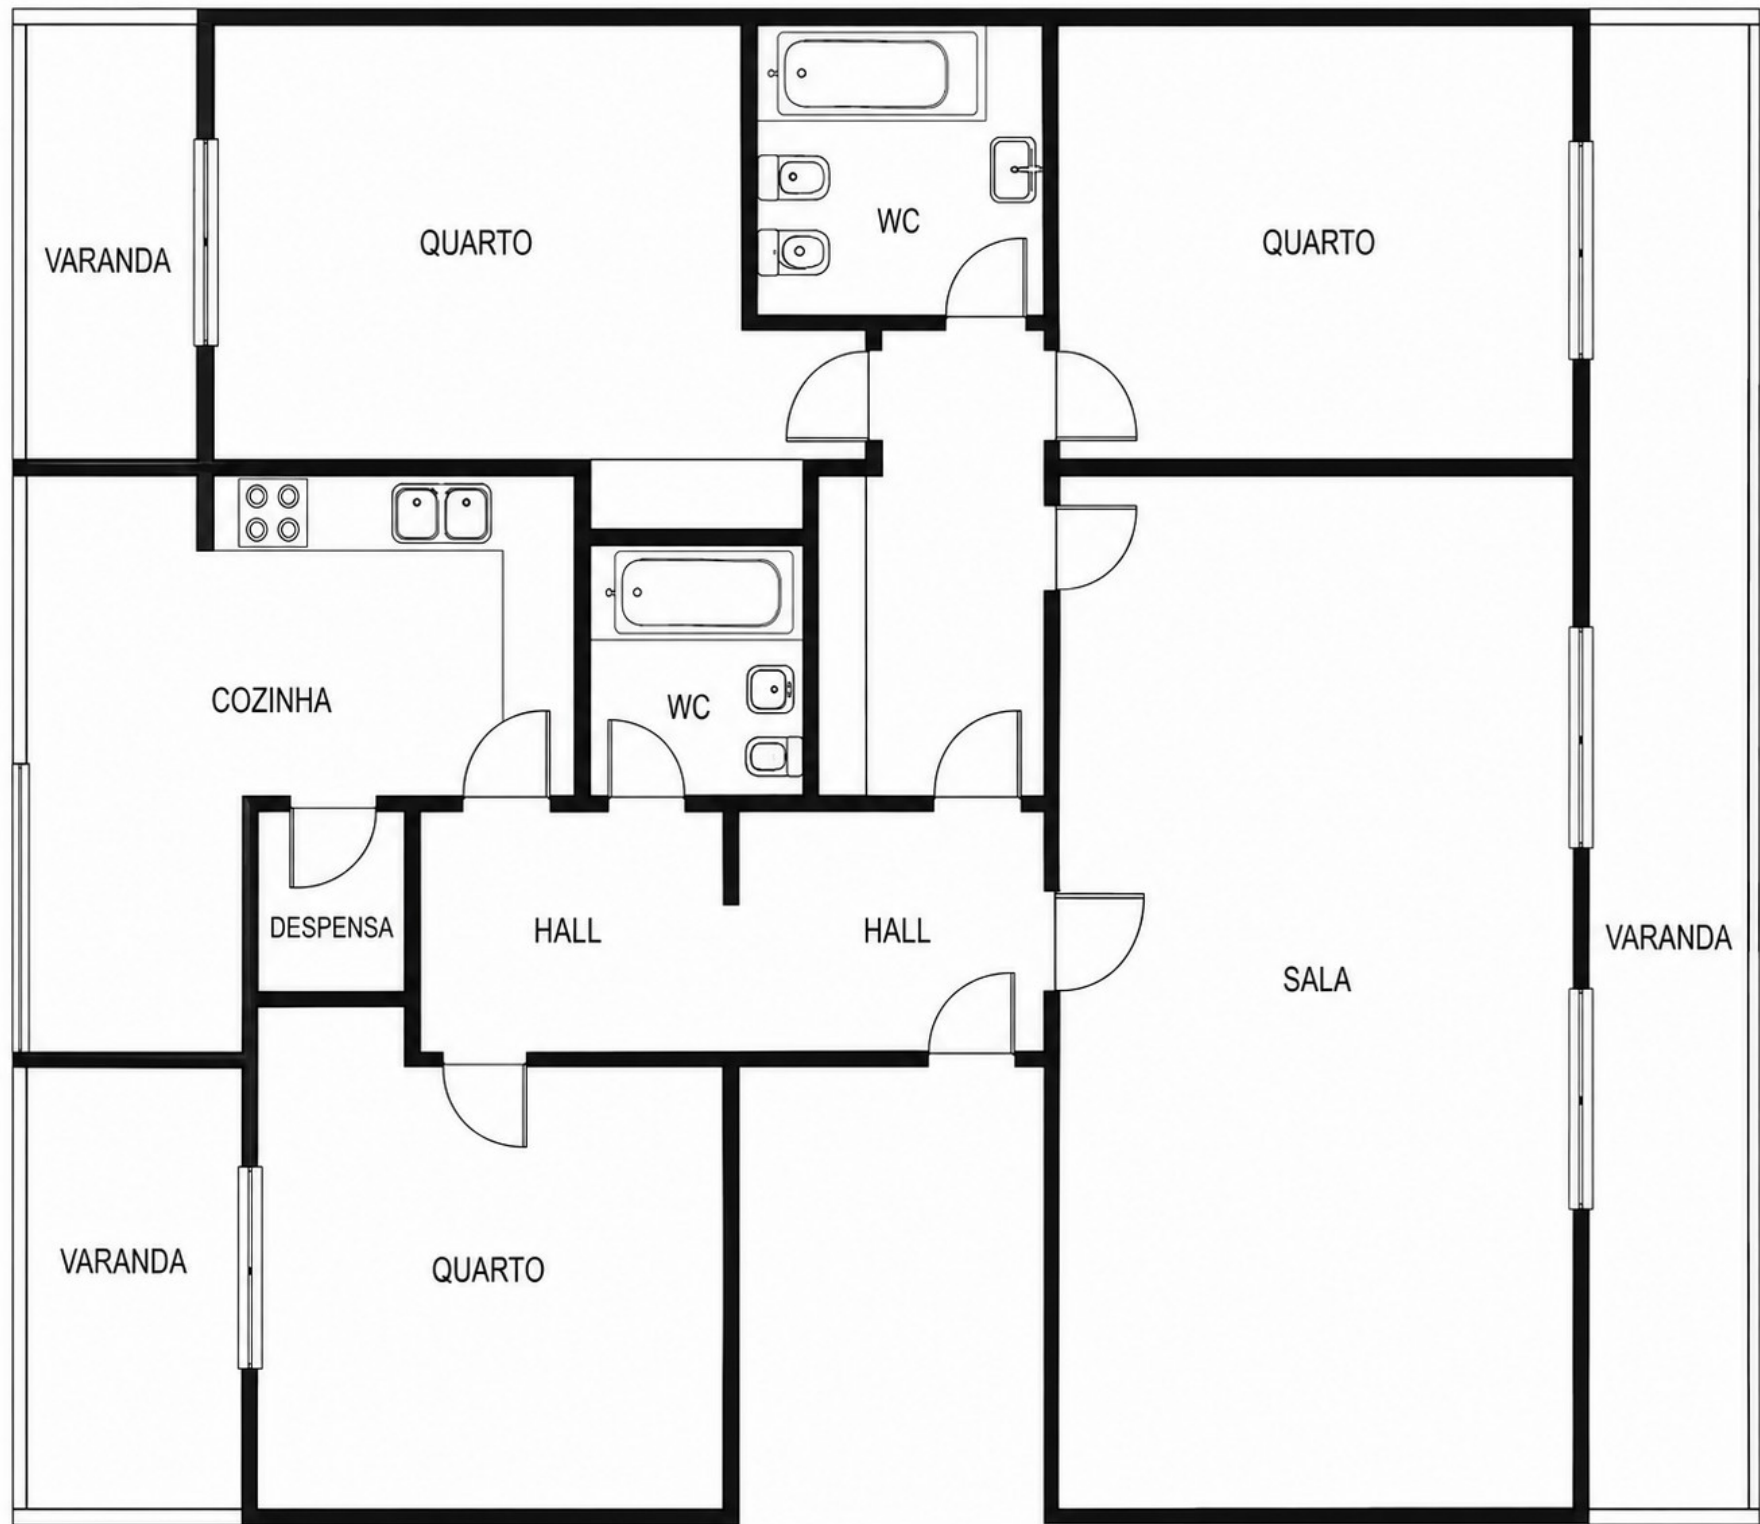 WC
VARANDA
QUARTO
QUARTO
COZINHA
WC
DESPENSA
HALL
HALL
VARANDA
SALA
VARANDA
QUARTO